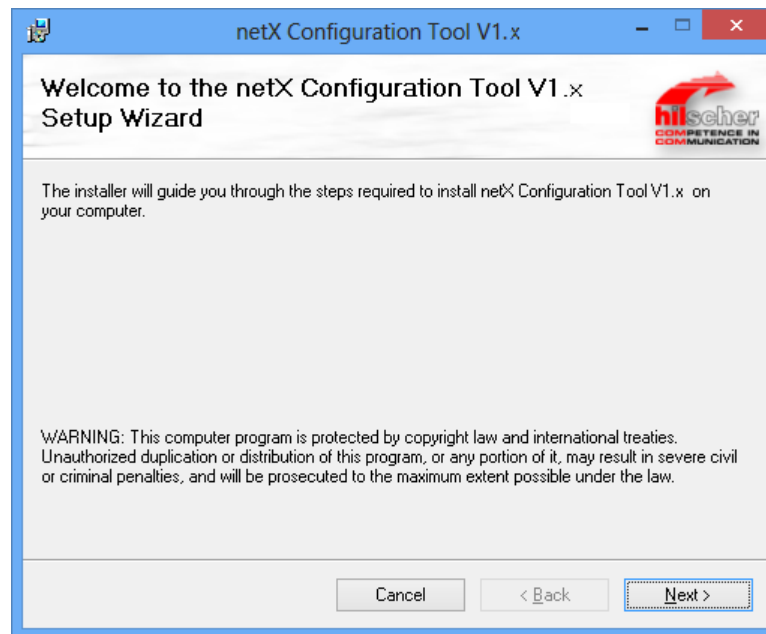 netX Configuration Tool V1.x
Welcome to the netX Configuration Tool V1.x
Setup Wizard
hilscher
COMPETENCE IN
COMMUNICATION
The installer will guide you through the steps required to install netX Configuration Tool V1.x on
your computer.
WARNING: This computer program is protected by copyright law and international treaties.
Unauthorized duplication or distribution of this program, or any portion of it, may result in severe civil
or criminal penalties, and will be prosecuted to the maximum extent possible under the law.
Cancel
< Back
Next >